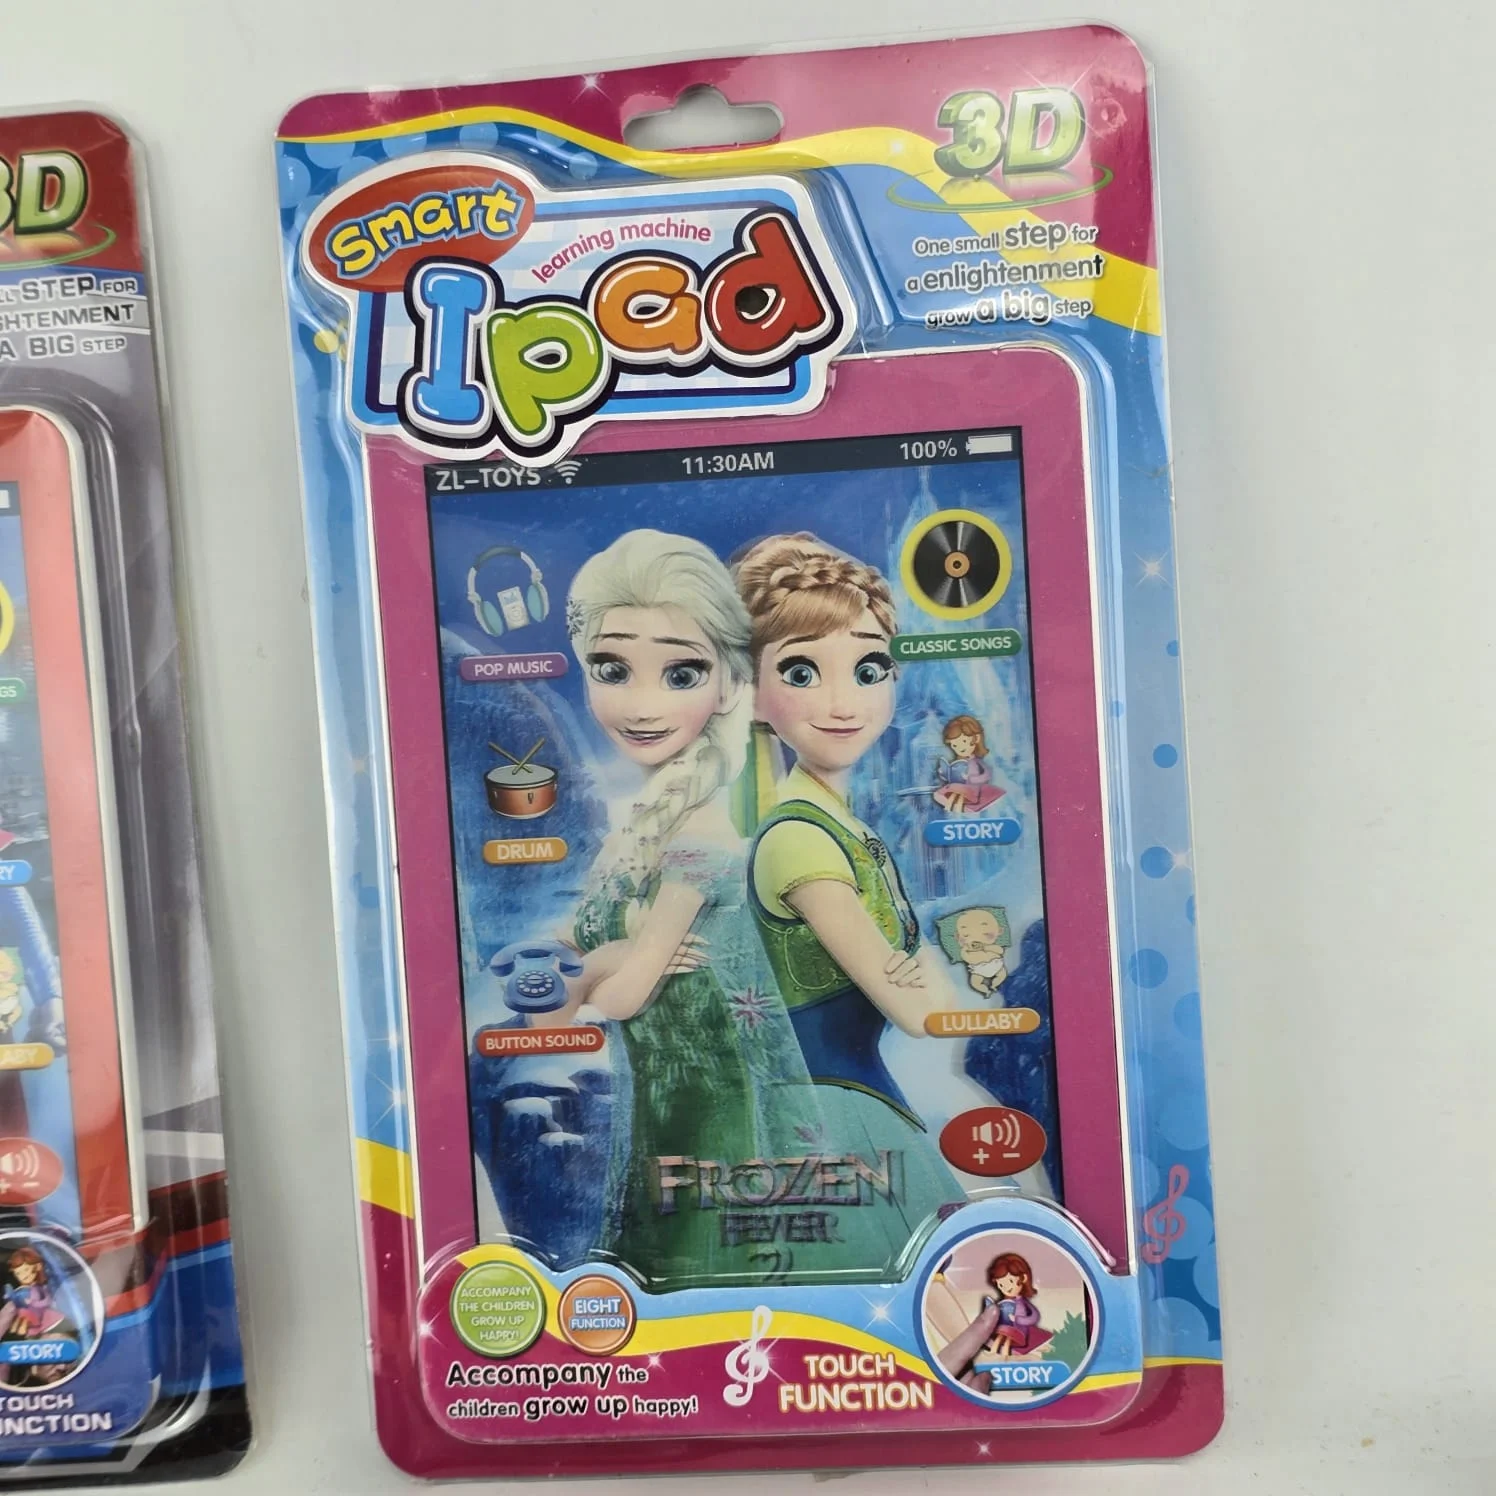 3D
STEP FOR
ENLIGHTENMENT
A BIG STEP
STORY
TOUCH
FUNCTION
Smart
learning machine
Ipad
3D
One small step for
a enlightenment
grow a big step
ZL-TOYS
11:30AM
100%
POP MUSIC
CLASSIC SONGS
DRUM
STORY
BUTTON SOUND
LULLABY
+ -
FROZEN
FEVER
ACCOMPANY
THE CHILDREN
GROW UP
HAPPY!
EIGHT
FUNCTION
Accompany the
children grow up happy!
TOUCH
FUNCTION
STORY